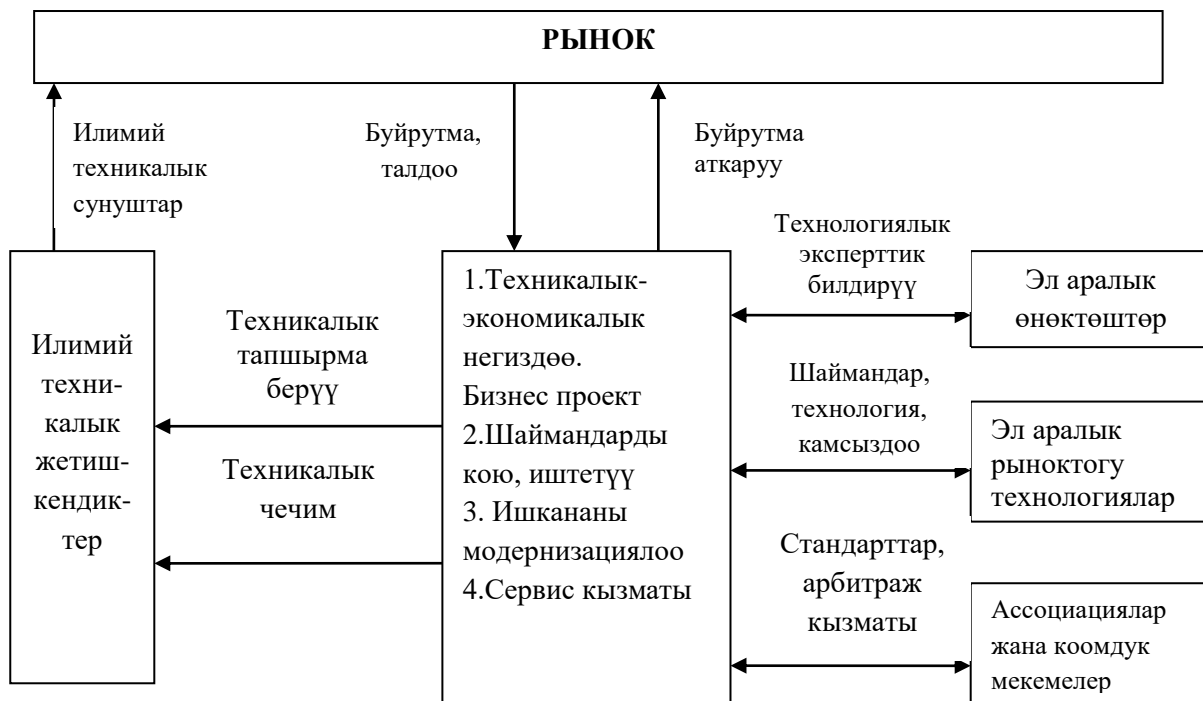 РЫНОК
Илимий
техникалык
сунуштар
Буйрутма,
талдоо
Буйрутма
аткаруу
Илимий
техни-
калык
жетиш-
кендик-
тер
Техникалык
тапшырма
берүү
Техникалык
чечим
1.Техникалык-
экономикалык
негиздөө.
Бизнес проект
2.Шаймандарды
кою, иштетүү
3. Ишкананы
модернизациялоо
4.Сервис кызматы
Технологиялык
эксперттик
билдирүү
Шаймандар,
технология,
камсыздоо
Стандарттар,
арбитраж
кызматы
Эл аралык
өнөктөштөр
Эл аралык
рыноктогу
технологиялар
Ассоциациялар
жана коомдук
мекемелер